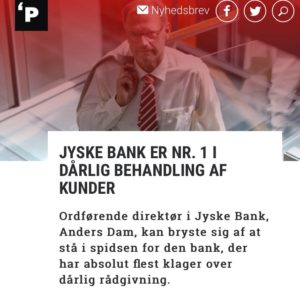 'P
Nyhedsbrev
JYSKE BANK ER NR. 1 I
DÅRLIG BEHANDLING AF
KUNDER
Ordførende direktør i Jyske Bank,
Anders Dam, kan bryste sig af at
stå i spidsen for den bank, der
har absolut flest klager over
dårlig rådgivning.